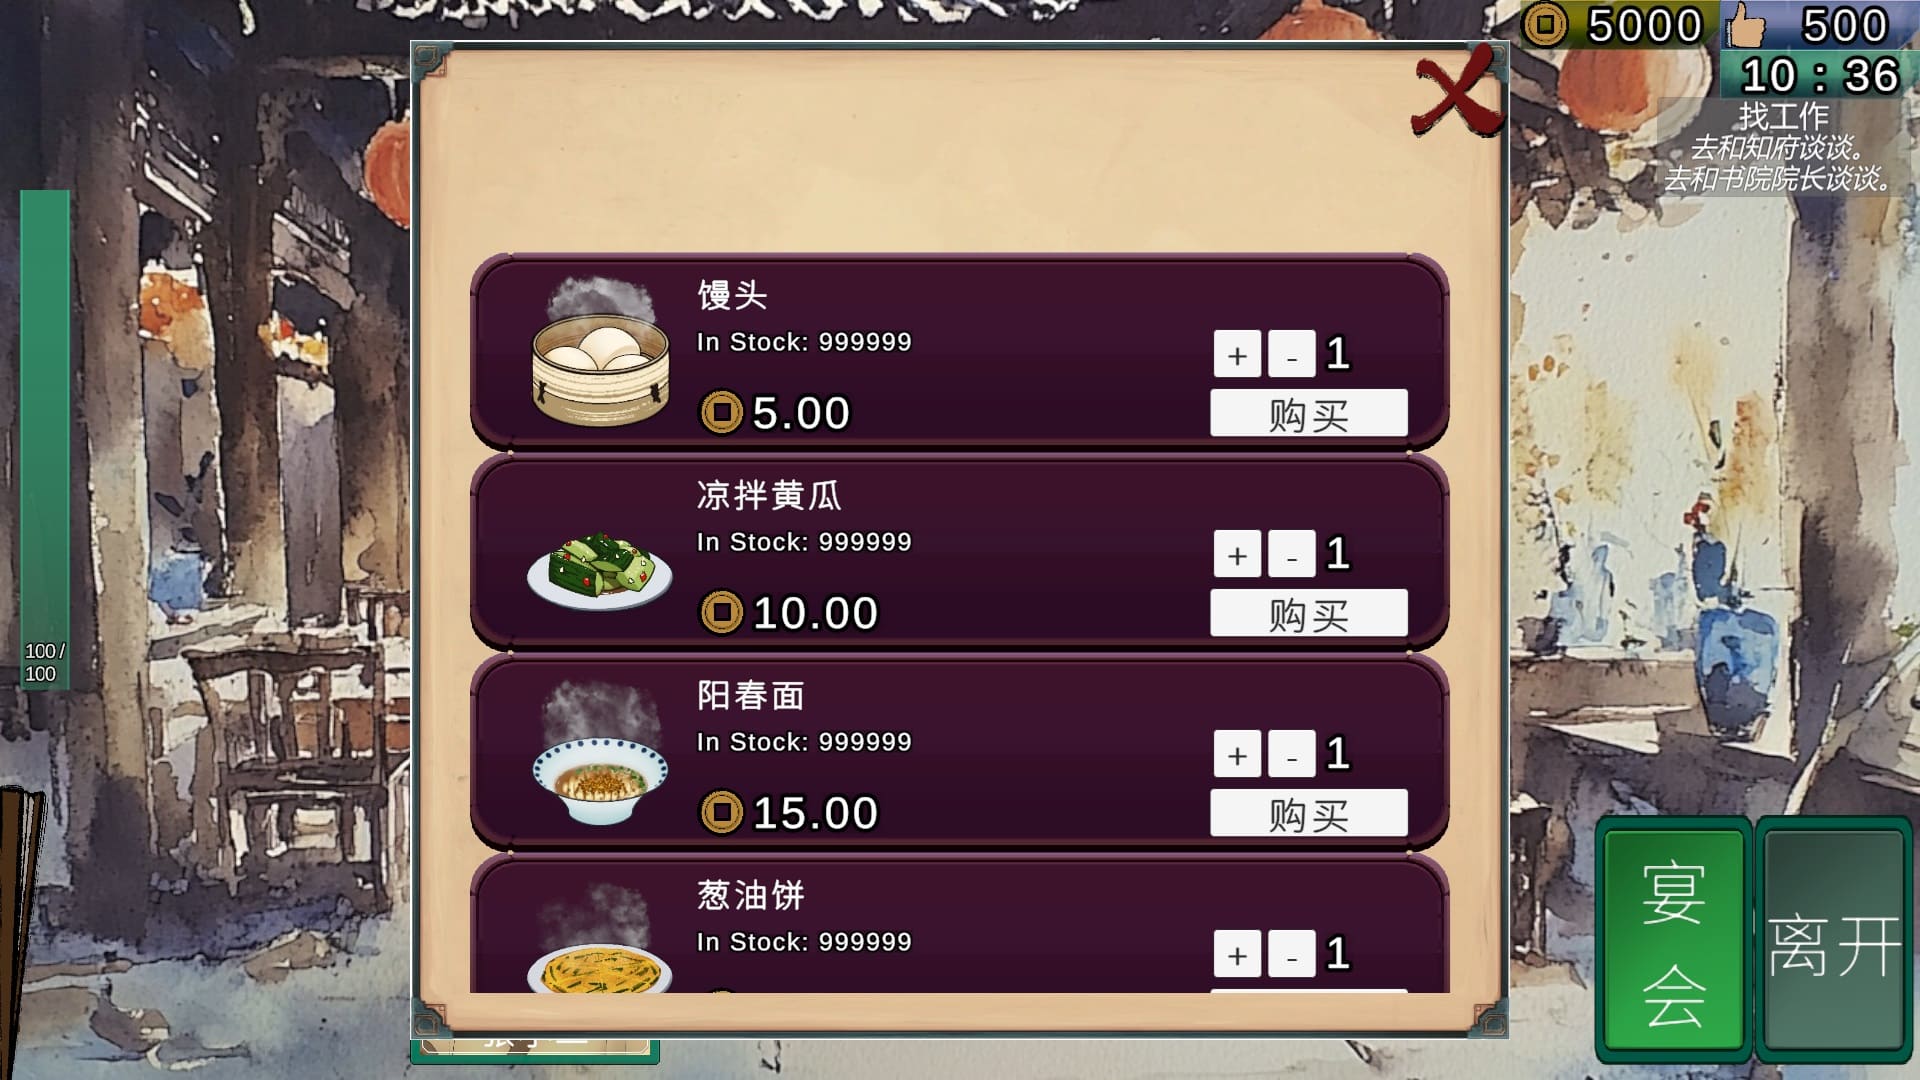 5000
500
10 : 36
找工作
去和知府谈谈。
去和书院院长谈谈。
馒头
In Stock: 999999
5.00
+ - 1
购买
凉拌黄瓜
In Stock: 999999
10.00
+ - 1
购买
阳春面
In Stock: 999999
15.00
+ - 1
购买
葱油饼
In Stock: 999999
+ - 1
100/
100
宴会
离开